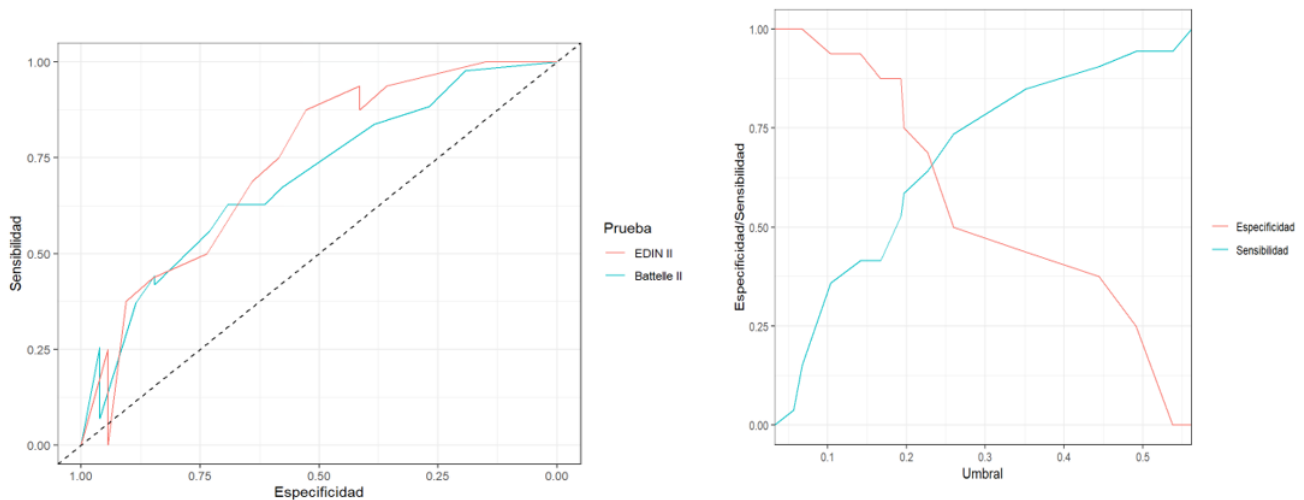 1.00
0.75
0.50
0.25
0.00
Sensibilidad
1.00
0.75
0.50
0.25
0.00
Especificidad
Prueba
EDIN II
Battelle II
1.00
0.75
0.50
0.25
0.00
Especificidad/Sensibilidad
0.1
0.2
0.3
0.4
0.5
Umbral
Especificidad
Sensibilidad